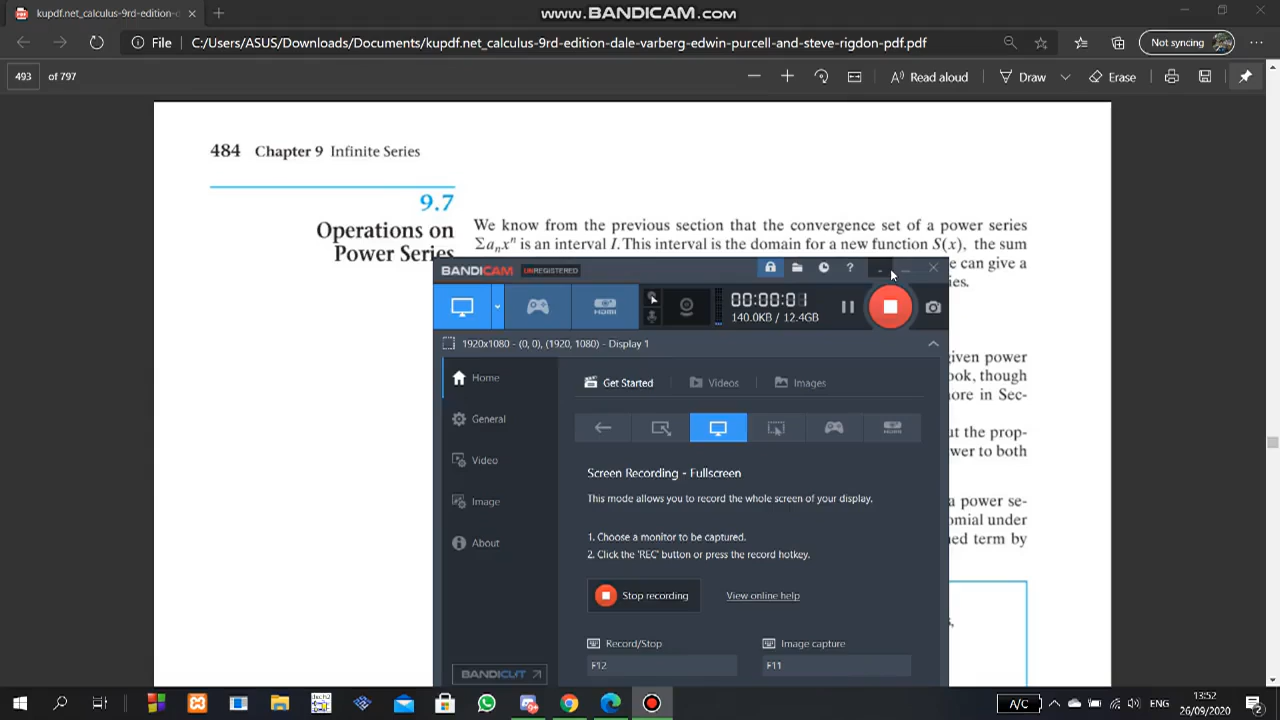 kupdf.net_calculus-9rd-edition-d
www.BANDICAM.com
File
C:/Users/ASUS/Downloads/Documents/kupdf.net_calculus-9rd-edition-dale-varberg-edwin-purcell-and-steve-rigdon-pdf.pdf
Not syncing
493 of 797
Read aloud
Draw
Erase
484 Chapter 9 Infinite Series
9.7
Operations on
Power Series
We know from the previous section that the convergence set of a power series
Σaₙxⁿ is an interval I. This interval is the domain for a new function S(x), the sum
e can give a
ies.
given power
ook, though
more in Sec-
ut the prop-
wer to both
a power se-
omial under
ned term by
s,
BANDICAM UNREGISTERED
?
HDMI
00:00:01
140.0KB / 12.4GB
1920x1080 - (0, 0), (1920, 1080) - Display 1
Home
General
Video
Image
About
BANDICUT
Get Started
Videos
Images
HDMI
Screen Recording - Fullscreen
This mode allows you to record the whole screen of your display.
1. Choose a monitor to be captured.
2. Click the 'REC' button or press the record hotkey.
Stop recording
View online help
Record/Stop
Image capture
F12
F11
A/C
ENG
13:52
26/09/2020
2